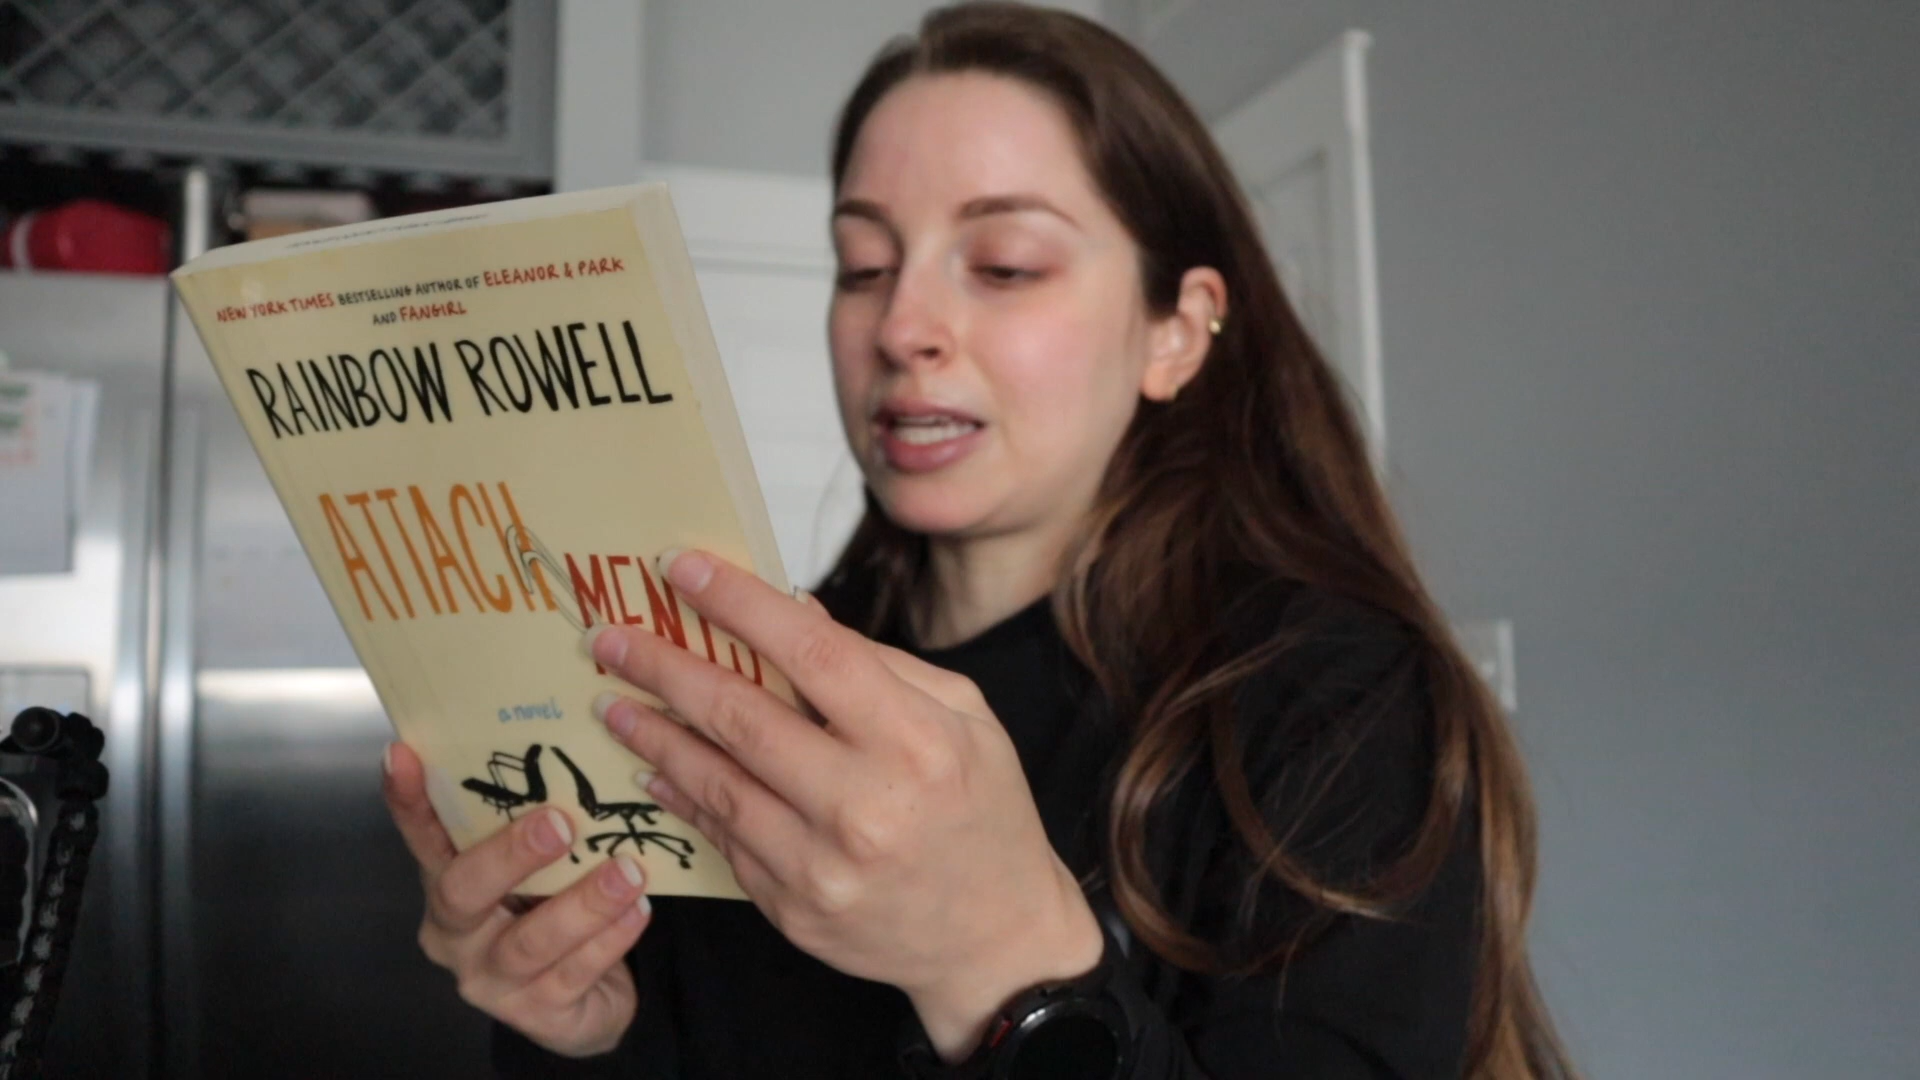 NEW YORK TIMES BESTSELLING AUTHOR OF ELEANOR & PARK
AND FANGIRL
RAINBOW ROWELL
ATTACH
MENTS
a novel